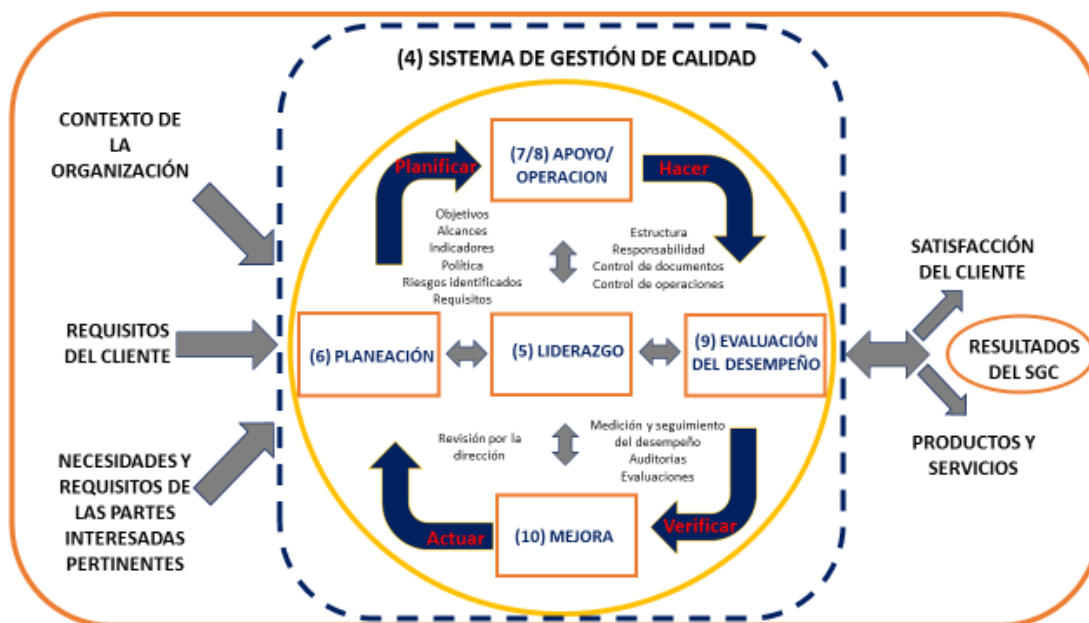 (4) SISTEMA DE GESTIÓN DE CALIDAD
CONTEXTO DE
LA
ORGANIZACIÓN
REQUISITOS
DEL CLIENTE
NECESIDADES Y
REQUISITOS DE
LAS PARTES
INTERESADAS
PERTINENTES
Planificar
(7/8) APOYO/
OPERACION
Hacer
Objetivos
Alcances
Indicadores
Política
Riesgos identificados
Requisitos
Estructura
Responsabilidad
Control de documentos
Control de operaciones
(6) PLANEACIÓN
(5) LIDERAZGO
(9) EVALUACIÓN
DEL DESEMPEÑO
Revisión por la
dirección
Medición y seguimiento
del desempeño
Auditorias
Evaluaciones
Actuar
(10) MEJORA
Verificar
SATISFACCIÓN
DEL CLIENTE
RESULTADOS
DEL SGC
PRODUCTOS Y
SERVICIOS